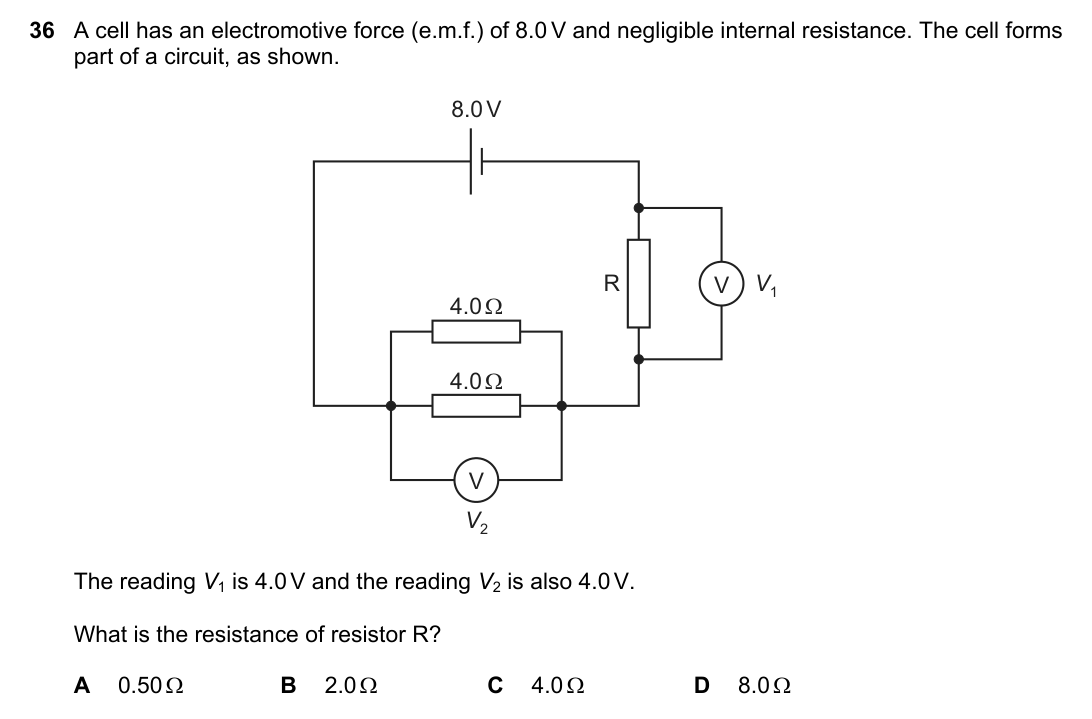 36 A cell has an electromotive force (e.m.f.) of 8.0 V and negligible internal resistance. The cell forms
part of a circuit, as shown.
8.0 V
R
V V₁
4.0 Ω
4.0 Ω
V
V₂
The reading V₁ is 4.0 V and the reading V₂ is also 4.0 V.
What is the resistance of resistor R?
A 0.50 Ω B 2.0 Ω C 4.0 Ω D 8.0 Ω